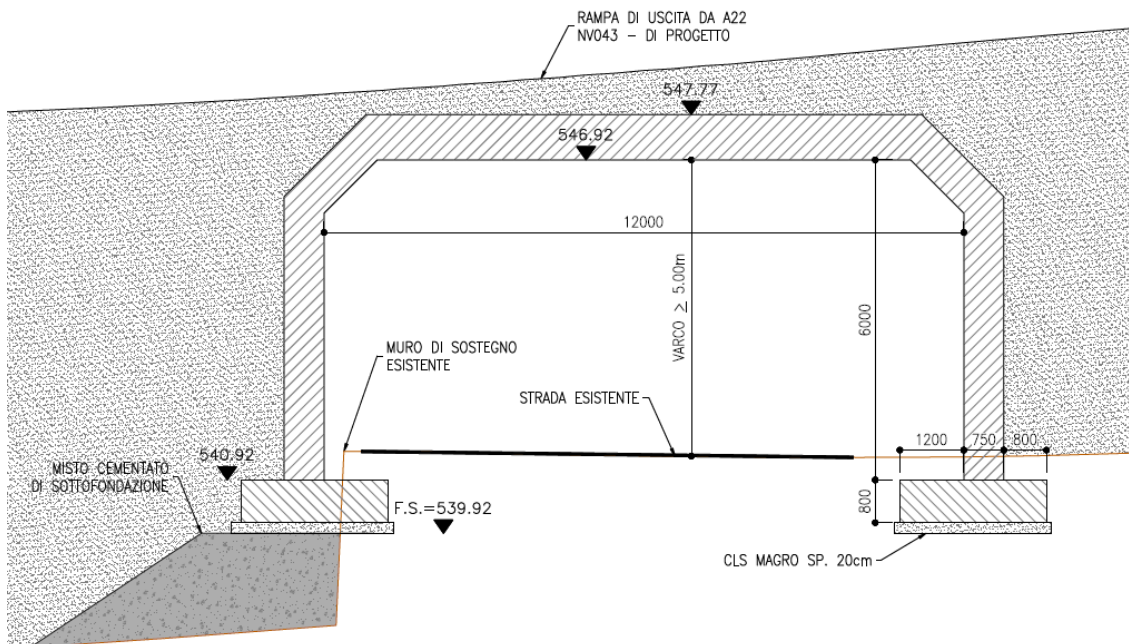 RAMPA DI USCITA DA A22
NV043 - DI PROGETTO
547.77
546.92
12000
VARCO ≥ 5.00m
6000
MURO DI SOSTEGNO
ESISTENTE
STRADA ESISTENTE
1200
750
800
MISTO CEMENTATO
DI SOTTOFONDAZIONE
540.92
F.S.=539.92
800
CLS MAGRO SP. 20cm